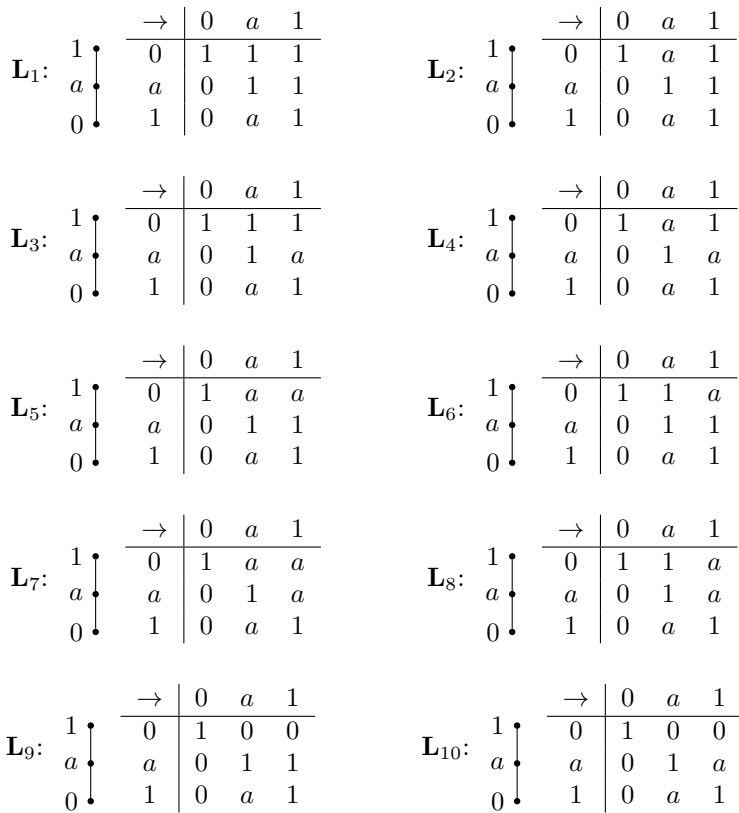 → 0 a 1 → 0 a 1
L₁: 1 0 1 1 1 L₂: 1 0 1 a 1
a a 0 1 1 a a 0 1 1
0 1 0 a 1 0 1 0 a 1
→ 0 a 1 → 0 a 1
L₃: 1 0 1 1 1 L₄: 1 0 1 a 1
a a 0 1 a a a 0 1 a
0 1 0 a 1 0 1 0 a 1
→ 0 a 1 → 0 a 1
L₅: 1 0 1 a a L₆: 1 0 1 1 a
a a 0 1 1 a a 0 1 1
0 1 0 a 1 0 1 0 a 1
→ 0 a 1 → 0 a 1
L₇: 1 0 1 a a L₈: 1 0 1 1 a
a a 0 1 a a a 0 1 a
0 1 0 a 1 0 1 0 a 1
→ 0 a 1 → 0 a 1
L₉: 1 0 1 0 0 L₁₀: 1 0 1 0 0
a a 0 1 1 a a 0 1 a
0 1 0 a 1 0 1 0 a 1